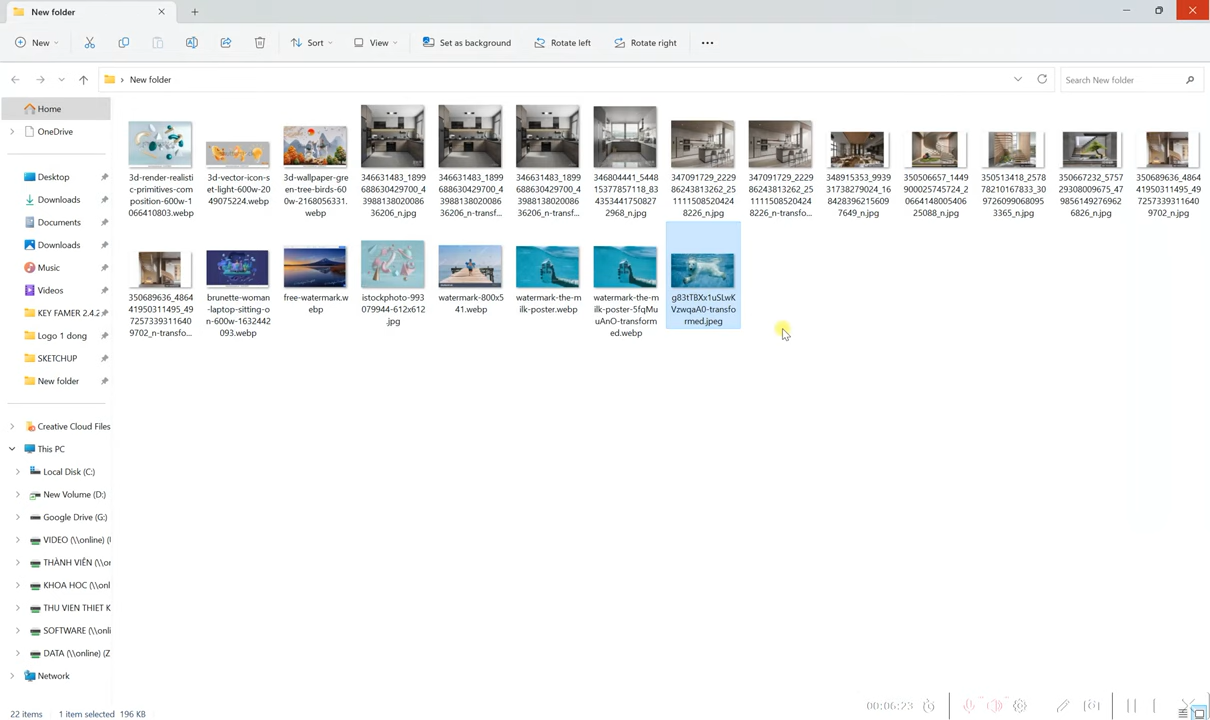 New folder
New
Sort
View
Set as background
Rotate left
Rotate right
New folder
Search New folder
Home
OneDrive
Desktop
Downloads
Documents
Downloads
Music
Videos
KEY FAMER 2.4.2
Logo 1 dong
SKETCHUP
New folder
Creative Cloud Files
This PC
Local Disk (C:)
New Volume (D:)
Google Drive (G:)
VIDEO (\\online) (
THÀNH VIÊN (\\o
KHOA HOC (\\onl
THU VIEN THIET K
SOFTWARE (\\onli
DATA (\\online) (Z
Network
3d-render-realisti
c-primitives-com
position-600w-1
066410803.webp
3d-vector-icon-s
et-light-600w-20
49075224.webp
3d-wallpaper-gre
en-tree-birds-60
0w-2168056331.
webp
346631483_1899
688630429700_4
3988138020086
36206_n.jpg
346631483_1899
688630429700_4
3988138020086
36206_n-transf...
346631483_1899
688630429700_4
3988138020086
36206_n-transf...
346804441_5448
15377857118_83
4353441750827
2968_n.jpg
347091729_2229
86243813262_25
1111508520424
8226_n.jpg
347091729_2229
86243813262_25
1111508520424
8226_n-transfo...
348915353_9939
31738279024_16
8428396215609
7649_n.jpg
350506657_1449
900025745724_2
0664148005406
25088_n.jpg
350513418_2578
78210167833_30
9726099068095
3365_n.jpg
350667232_5757
29308009675_47
9856149276962
6826_n.jpg
350689636_4864
41950311495_49
7257339311640
9702_n.jpg
350689636_4864
41950311495_49
7257339311640
9702_n-transfo...
brunette-woman
-laptop-sitting-o
n-600w-1632442
093.webp
free-watermark.w
ebp
istockphoto-993
079944-612x612
.jpg
watermark-800x5
41.webp
watermark-the-m
ilk-poster.webp
watermark-the-m
ilk-poster-5fqMu
uAnO-transform
ed.webp
g83tTBXx1uSLwK
VzwqaA0-transfo
rmed.jpeg
22 items
1 item selected 196 KB
00:06:23